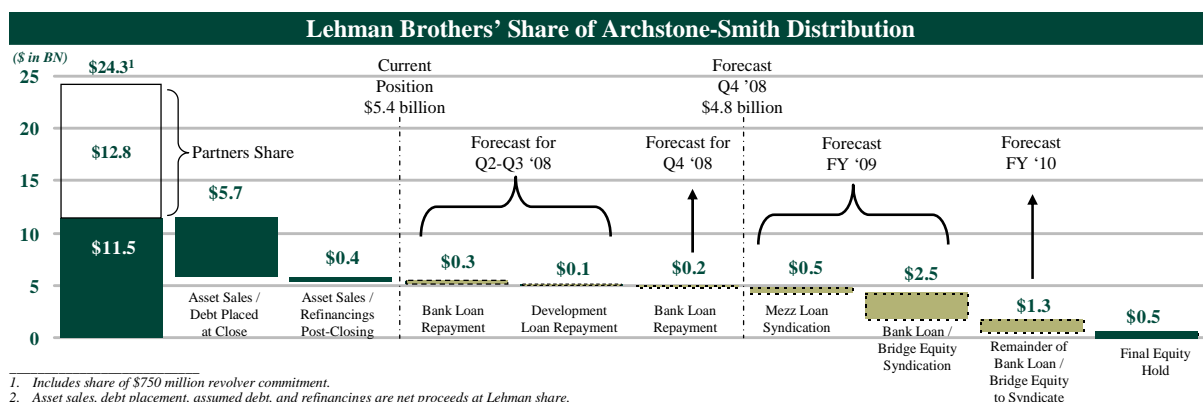 Lehman Brothers' Share of Archstone-Smith Distribution
($ in BN)
$24.3¹
25
20
15
10
5
0
$12.8
Partners Share
$11.5
$5.7
Asset Sales /
Debt Placed
at Close
$0.4
Asset Sales /
Refinancings
Post-Closing
Current
Position
$5.4 billion
Forecast for
Q2-Q3 '08
$0.3
Bank Loan
Repayment
$0.1
Development
Loan Repayment
Forecast for
Q4 '08
$0.2
Bank Loan
Repayment
Forecast
Q4 '08
$4.8 billion
Forecast
FY '09
$0.5
Mezz Loan
Syndication
$2.5
Bank Loan /
Bridge Equity
Syndication
Forecast
FY '10
$1.3
Remainder of
Bank Loan /
Bridge Equity
to Syndicate
$0.5
Final Equity
Hold
1. Includes share of $750 million revolver commitment.
2. Asset sales, debt placement, assumed debt, and refinancings are net proceeds at Lehman share.